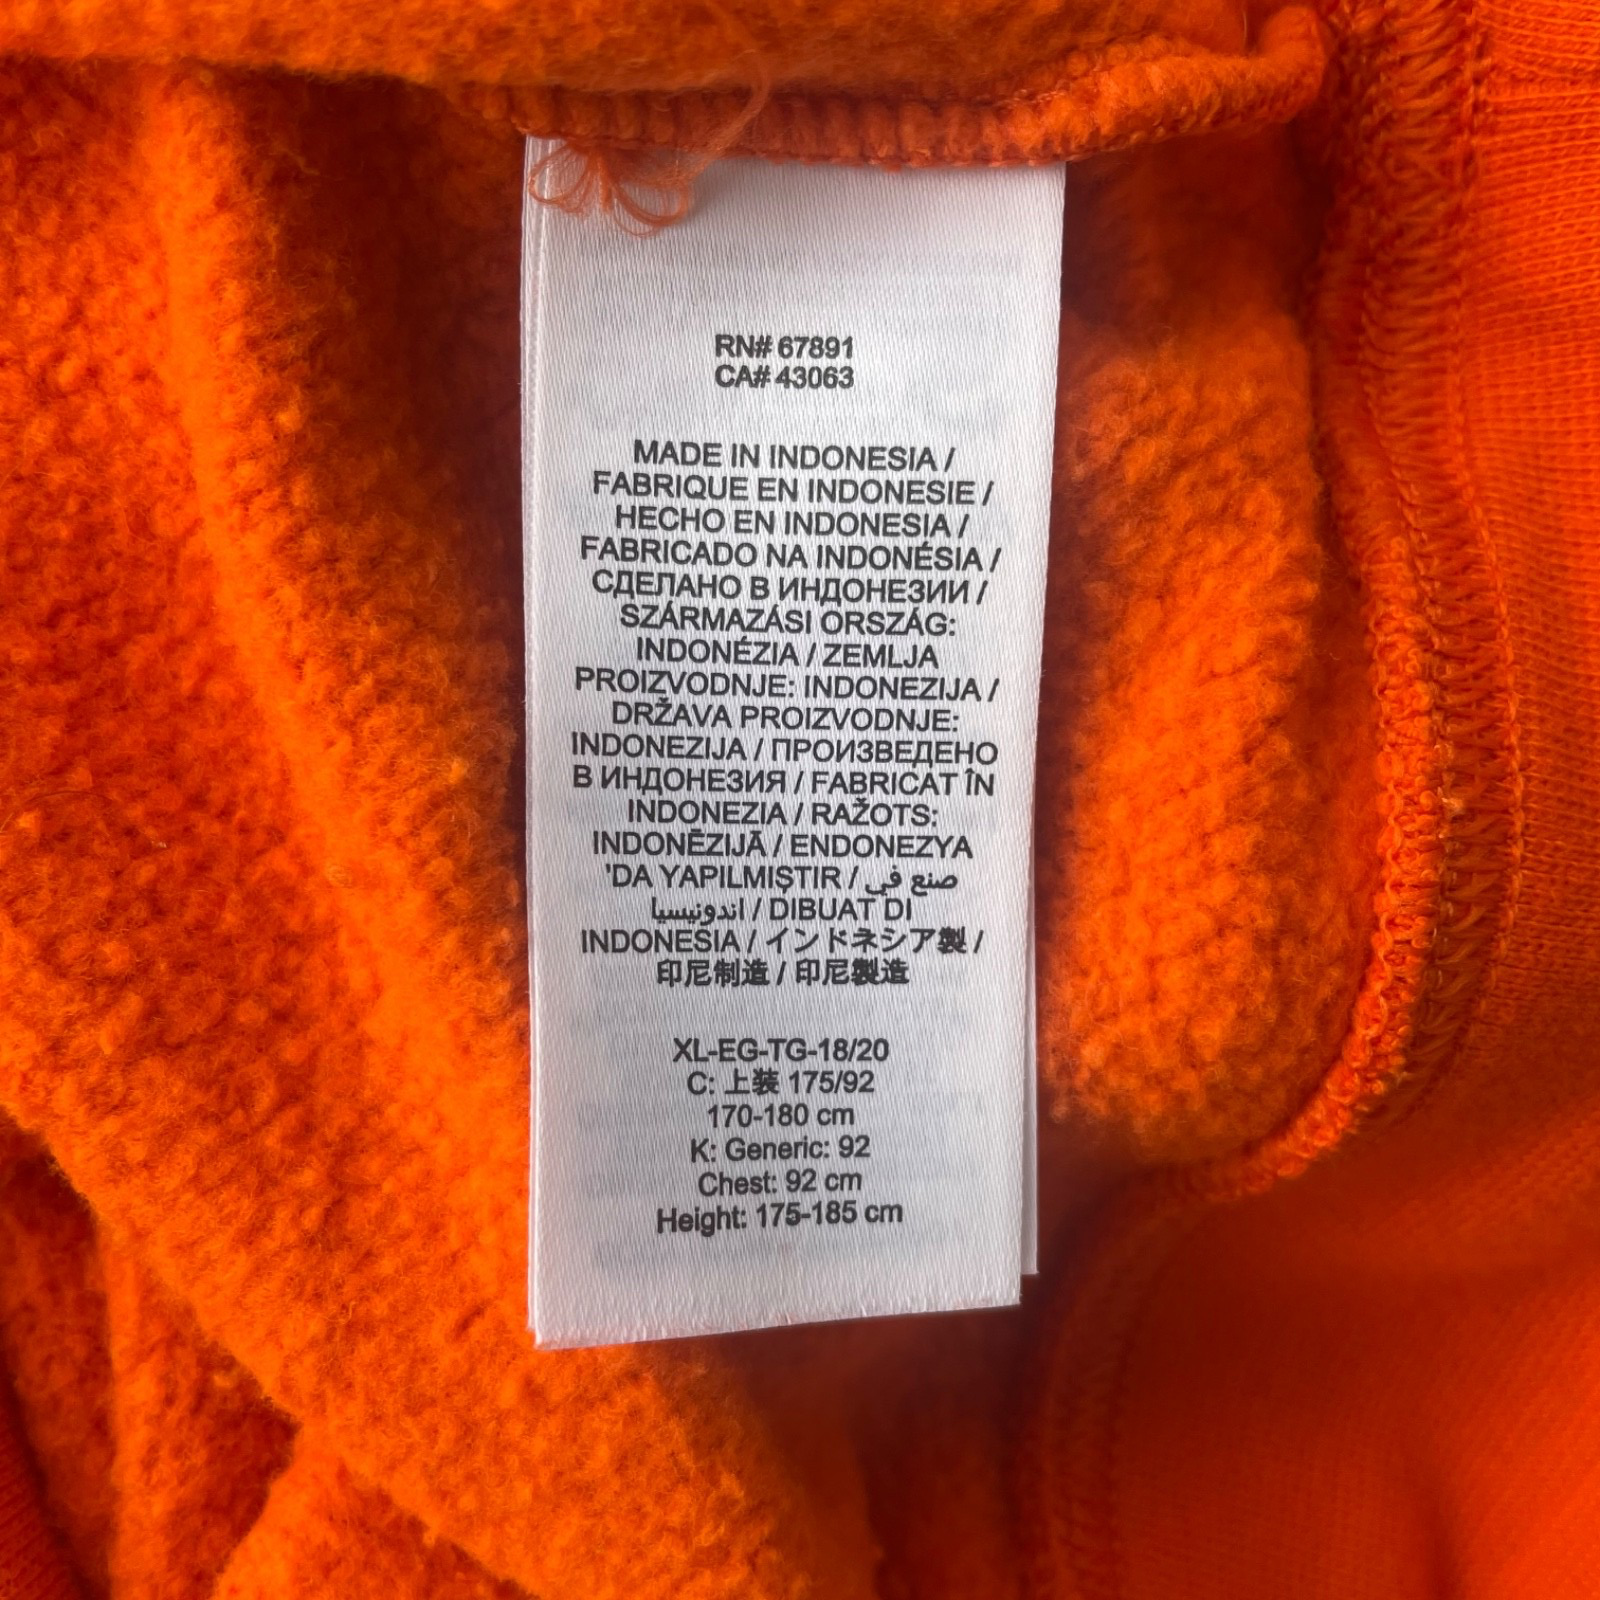 RN# 67891
CA# 43063
MADE IN INDONESIA /
FABRIQUE EN INDONESIE /
HECHO EN INDONESIA /
FABRICADO NA INDONÉSIA /
СДЕЛАНО В ИНДОНЕЗИИ /
SZÁRMAZÁSI ORSZÁG:
INDONÉZIA / ZEMLJA
PROIZVODNJE: INDONEZIJA /
DRŽAVA PROIZVODNJE:
INDONEZIJA / ПРОИЗВЕДЕНО
В ИНДОНЕЗИЯ / FABRICAT ÎN
INDONEZIA / RAŽOTS:
INDONĒZIJĀ / ENDONEZYA
'DA YAPILMIŞTIR / صنع في
اندونيسيا / DIBUAT DI
INDONESIA / インドネシア製 /
印尼制造 / 印尼製造
XL-EG-TG-18/20
C: 上装 175/92
170-180 cm
K: Generic: 92
Chest: 92 cm
Height: 175-185 cm